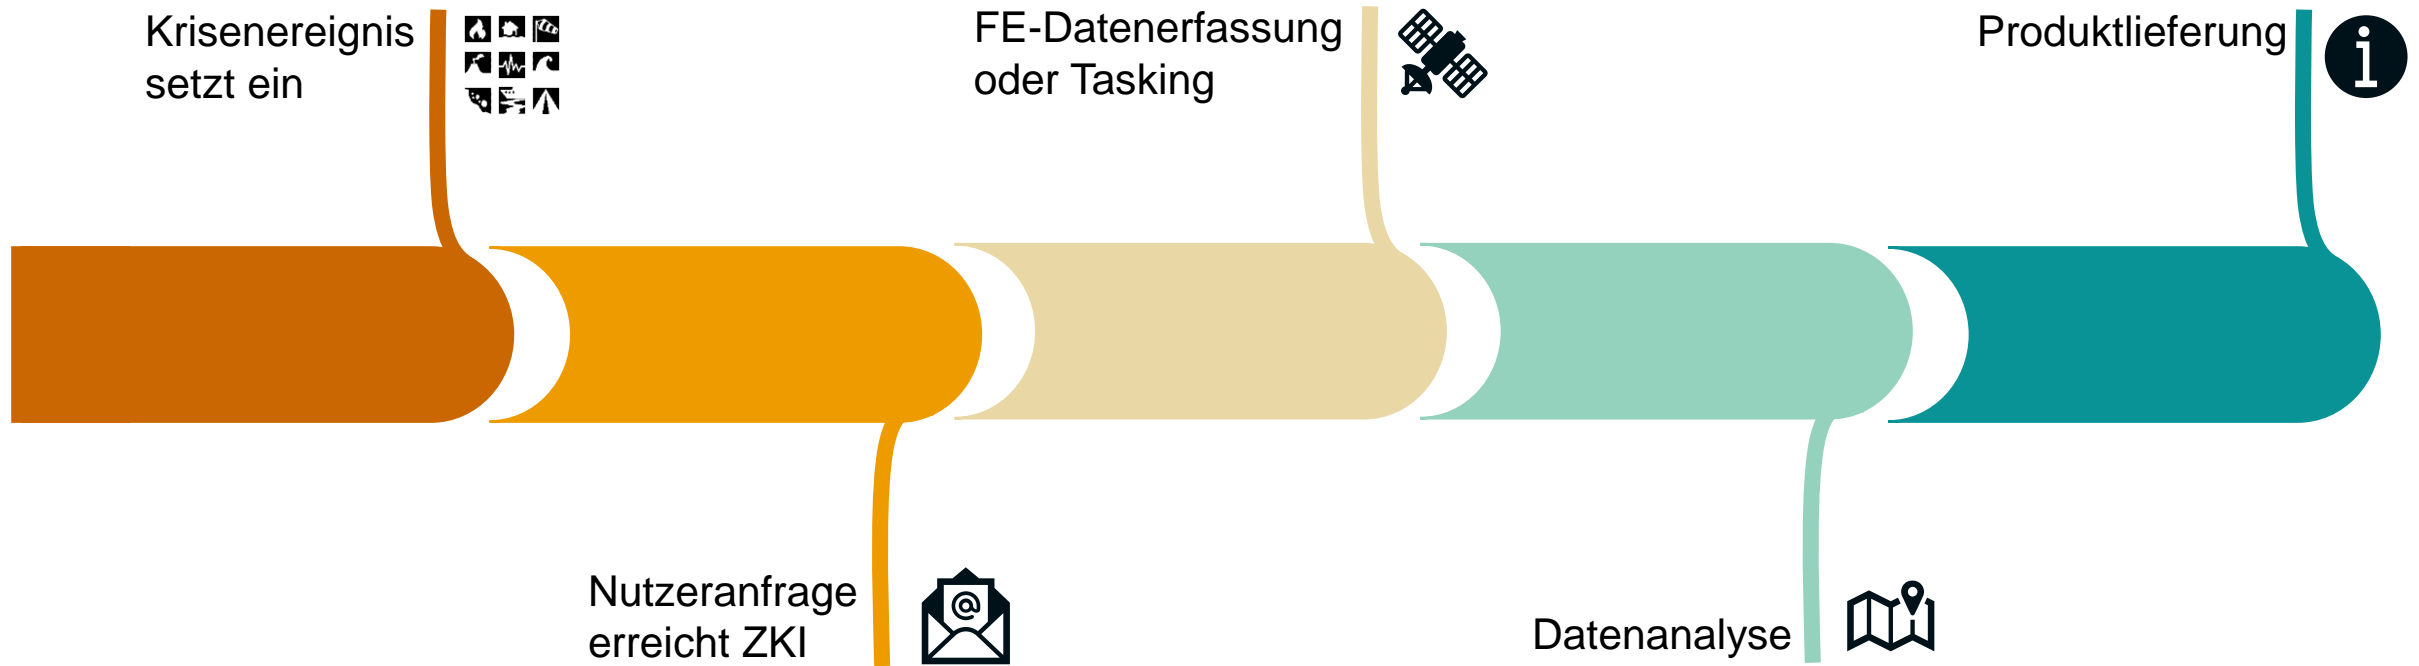 Krisenereignis
setzt ein
FE-Datenerfassung
oder Tasking
Produktlieferung
Nutzeranfrage
erreicht ZKI
@
Datenanalyse